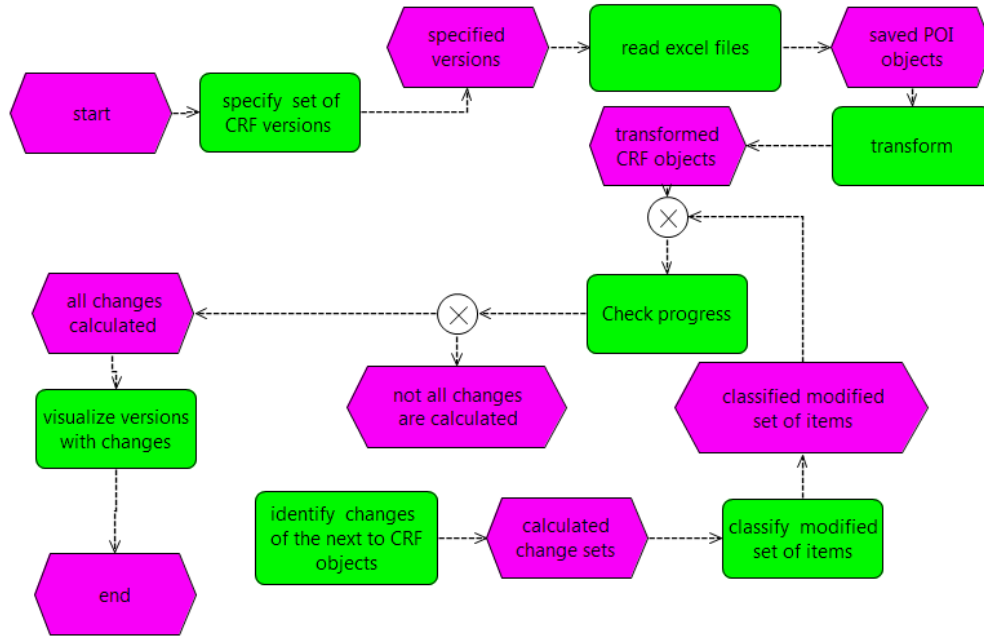 start
specify set of
CRF versions
specified
versions
read excel files
saved POI
objects
transform
transformed
CRF objects
Check progress
all changes
calculated
not all changes
are calculated
visualize versions
with changes
end
identify changes
of the next to CRF
objects
calculated
change sets
classify modified
set of items
classified modified
set of items